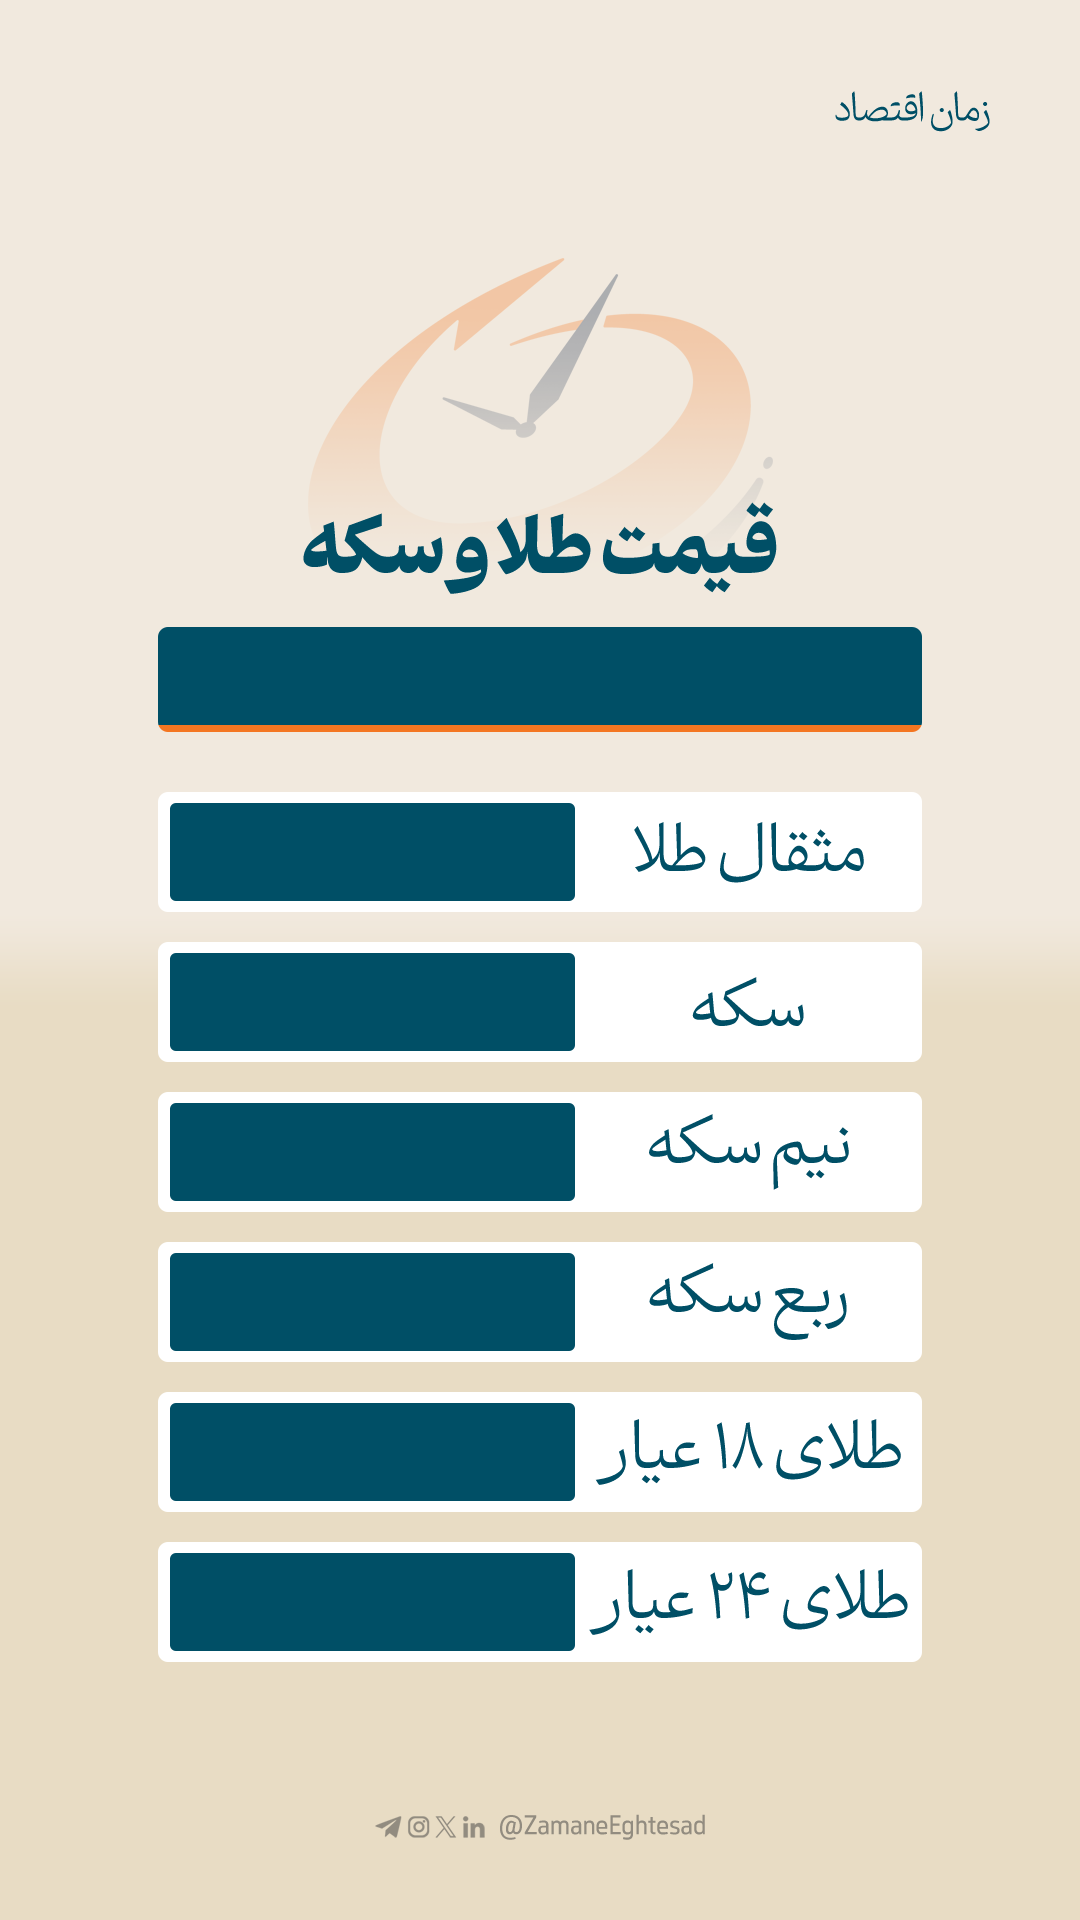 زمان اقتصاد
قیمت طلا و سکه
مثقال طلا
سکه
نیم سکه
ربع سکه
طلای ۱۸ عیار
طلای ۲۴ عیار
@ZamaneEghtesad